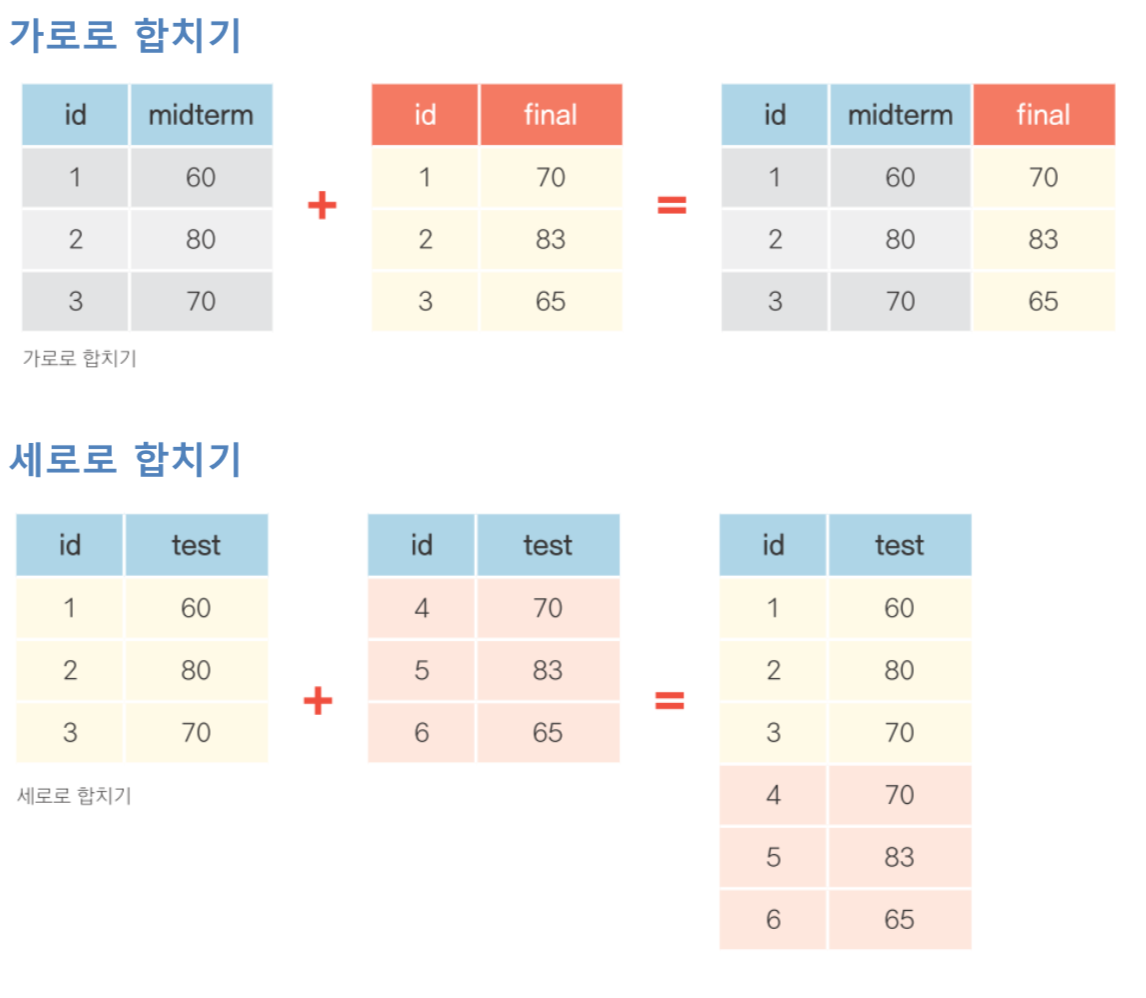 가로로 합치기
id midterm id final id midterm final
1 60 1 70 1 60 70
+ =
2 80 2 83 2 80 83
3 70 3 65 3 70 65
가로로 합치기
세로로 합치기
id test id test id test
1 60 4 70 1 60
2 80 5 83 2 80
+ =
3 70 6 65 3 70
세로로 합치기 4 70
5 83
6 65